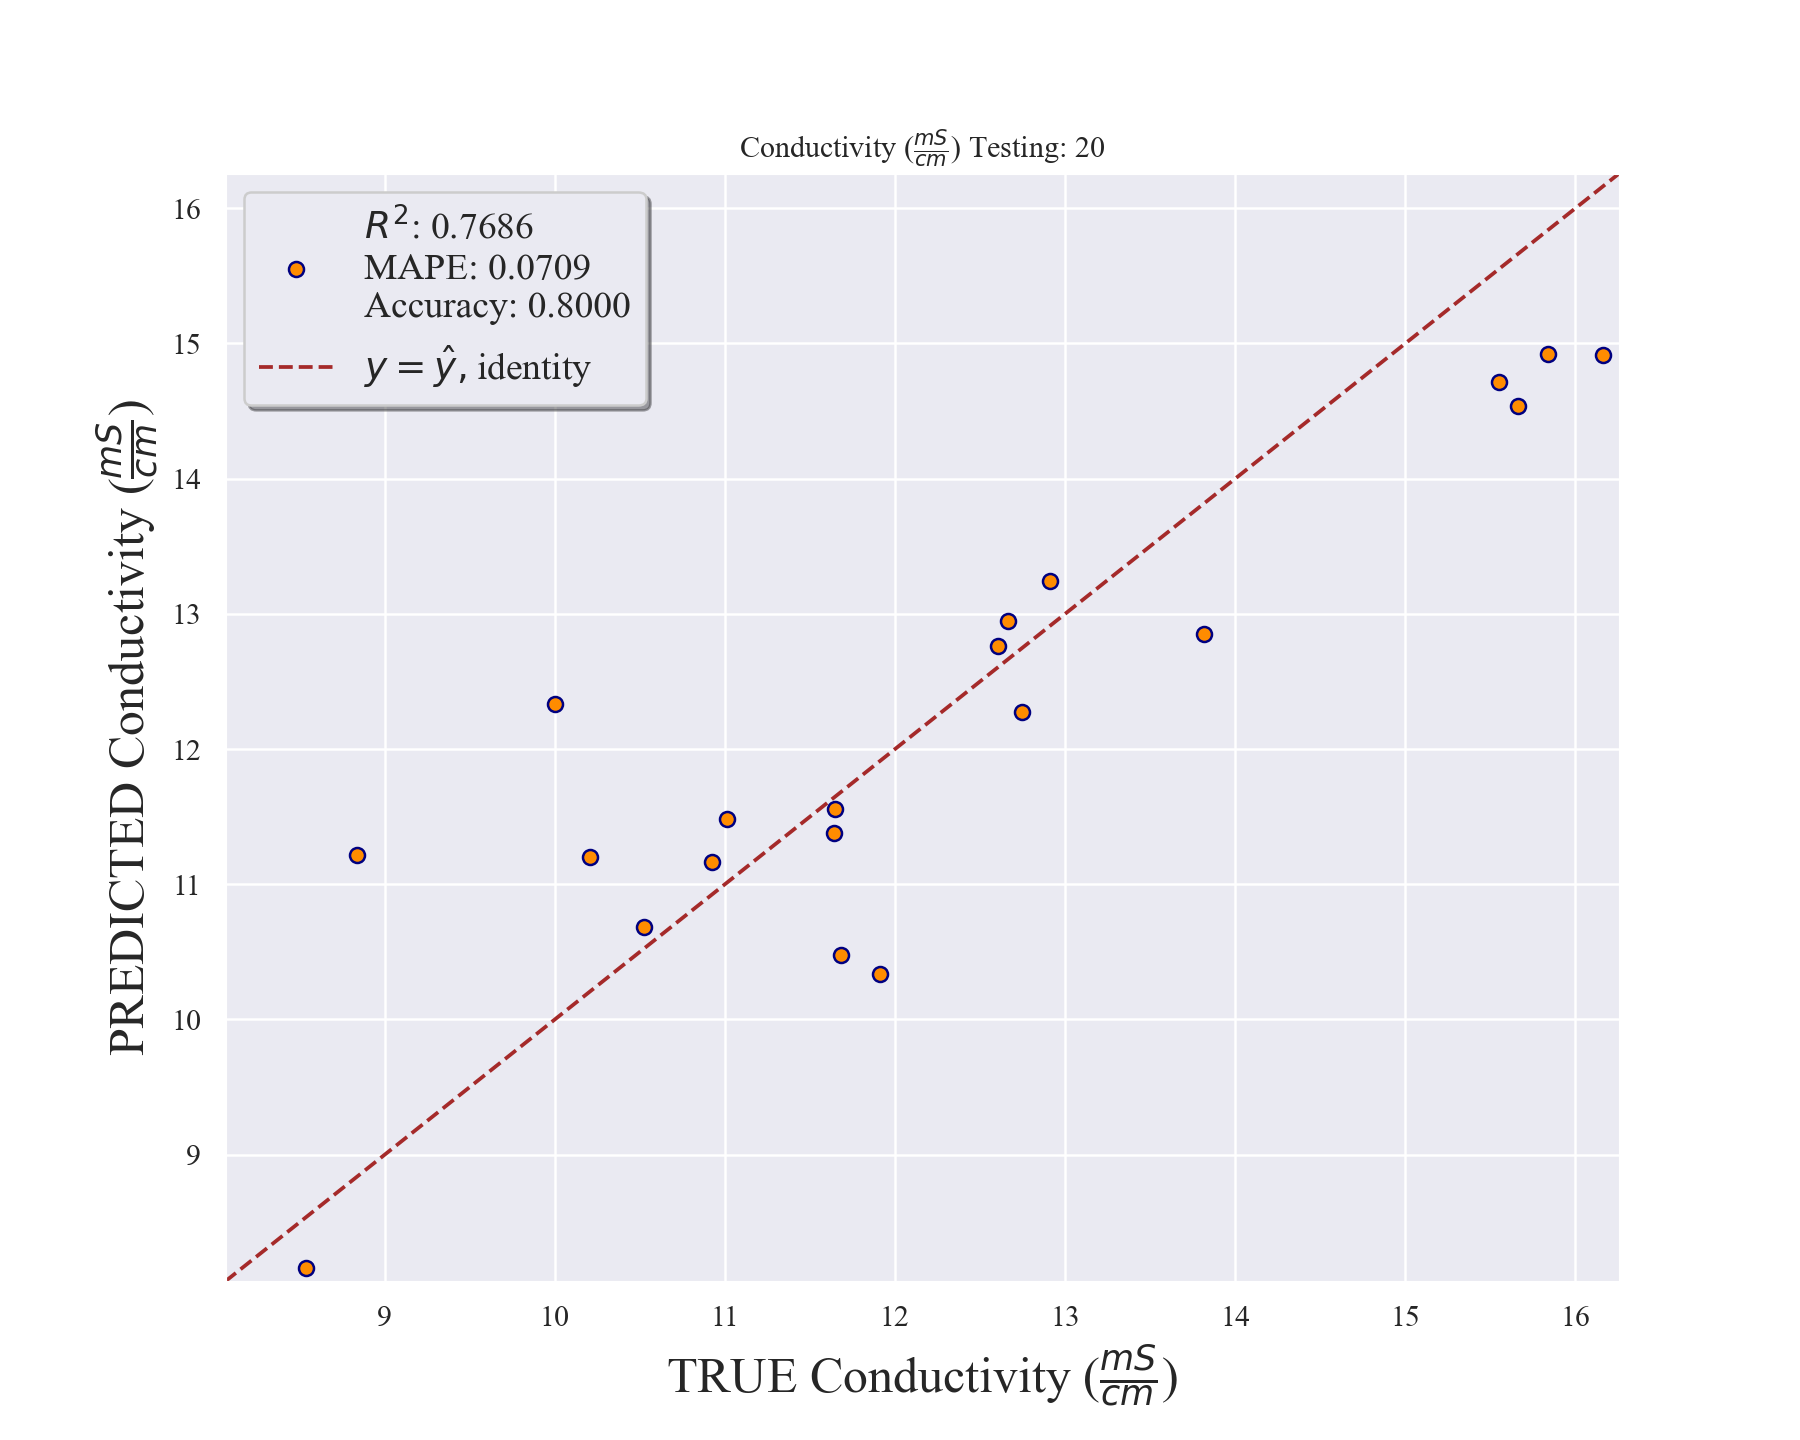 Conductivity (mS/cm) Testing: 20
R²: 0.7686
MAPE: 0.0709
Accuracy: 0.8000
y = ŷ, identity
PREDICTED Conductivity (mS/cm)
16
15
14
13
12
11
10
9
9 10 11 12 13 14 15 16
TRUE Conductivity (mS/cm)